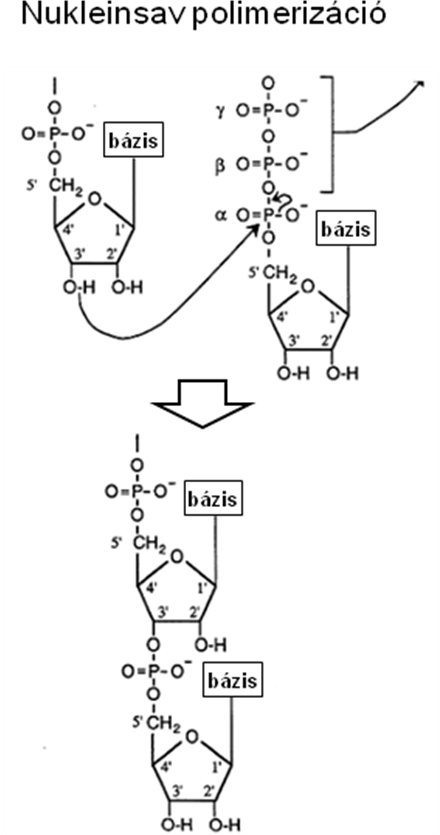 Nukleinsav polimerizáció
O
O=P-O⁻
bázis
O
5' CH₂
O
4'
1'
3'
2'
O-H
O-H
O
γ O=P-O⁻
O
β O=P-O⁻
O
α O=P-O⁻
bázis
O
5' CH₂
O
4'
1'
3'
2'
O-H
O-H
O
O=P-O⁻
bázis
O
5' CH₂
O
4'
1'
3'
2'
O
O-H
O=P-O⁻
bázis
O
5' CH₂
O
4'
1'
3'
2'
O-H
O-H